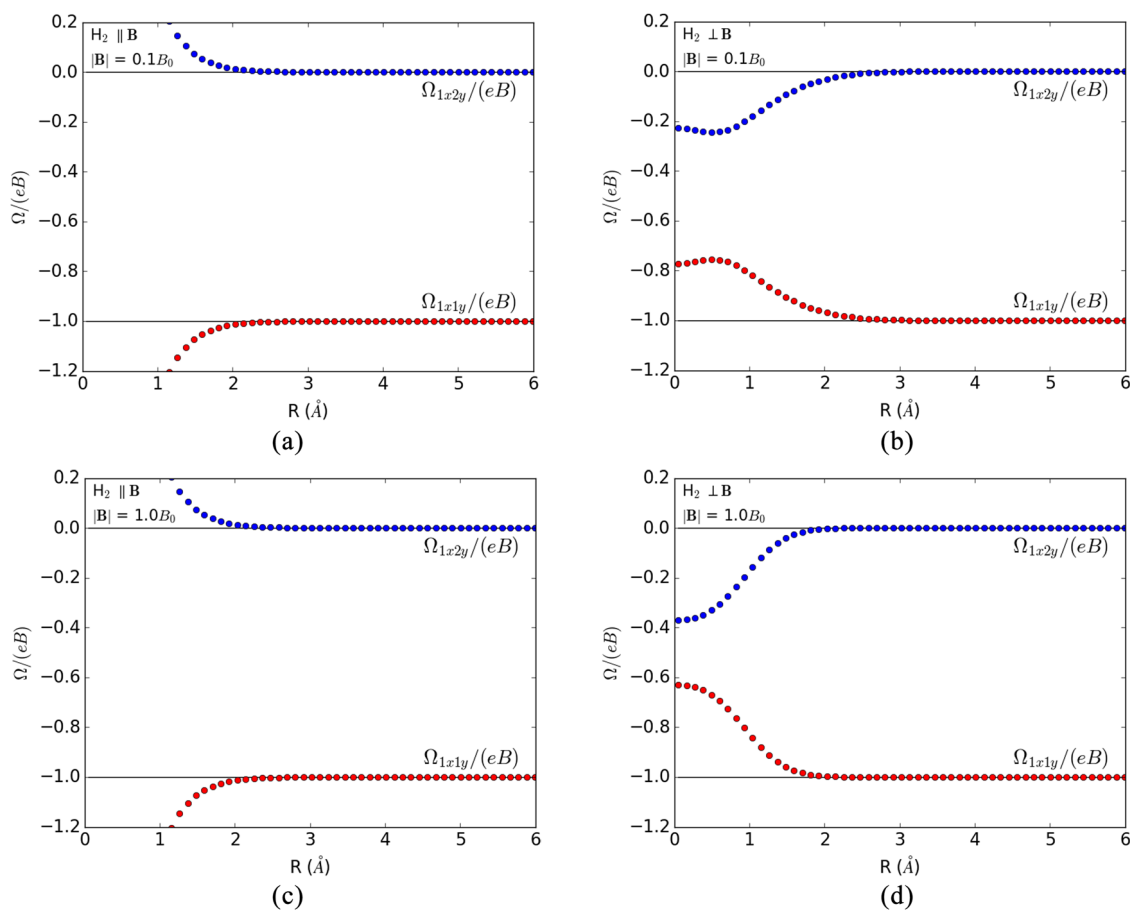 H₂ ∥ B
|B| = 0.1B₀
0.2
0.0
−0.2
−0.4
−0.6
−0.8
−1.0
−1.2
Ω/(eB)
Ω₁ₓ₂ᵧ/(eB)
Ω₁ₓ₁ᵧ/(eB)
0 1 2 3 4 5 6
R (Å)
(a)
H₂ ⊥ B
|B| = 0.1B₀
0.2
0.0
−0.2
−0.4
−0.6
−0.8
−1.0
−1.2
Ω/(eB)
Ω₁ₓ₂ᵧ/(eB)
Ω₁ₓ₁ᵧ/(eB)
0 1 2 3 4 5 6
R (Å)
(b)
H₂ ∥ B
|B| = 1.0B₀
0.2
0.0
−0.2
−0.4
−0.6
−0.8
−1.0
−1.2
Ω/(eB)
Ω₁ₓ₂ᵧ/(eB)
Ω₁ₓ₁ᵧ/(eB)
0 1 2 3 4 5 6
R (Å)
(c)
H₂ ⊥ B
|B| = 1.0B₀
0.2
0.0
−0.2
−0.4
−0.6
−0.8
−1.0
−1.2
Ω/(eB)
Ω₁ₓ₂ᵧ/(eB)
Ω₁ₓ₁ᵧ/(eB)
0 1 2 3 4 5 6
R (Å)
(d)